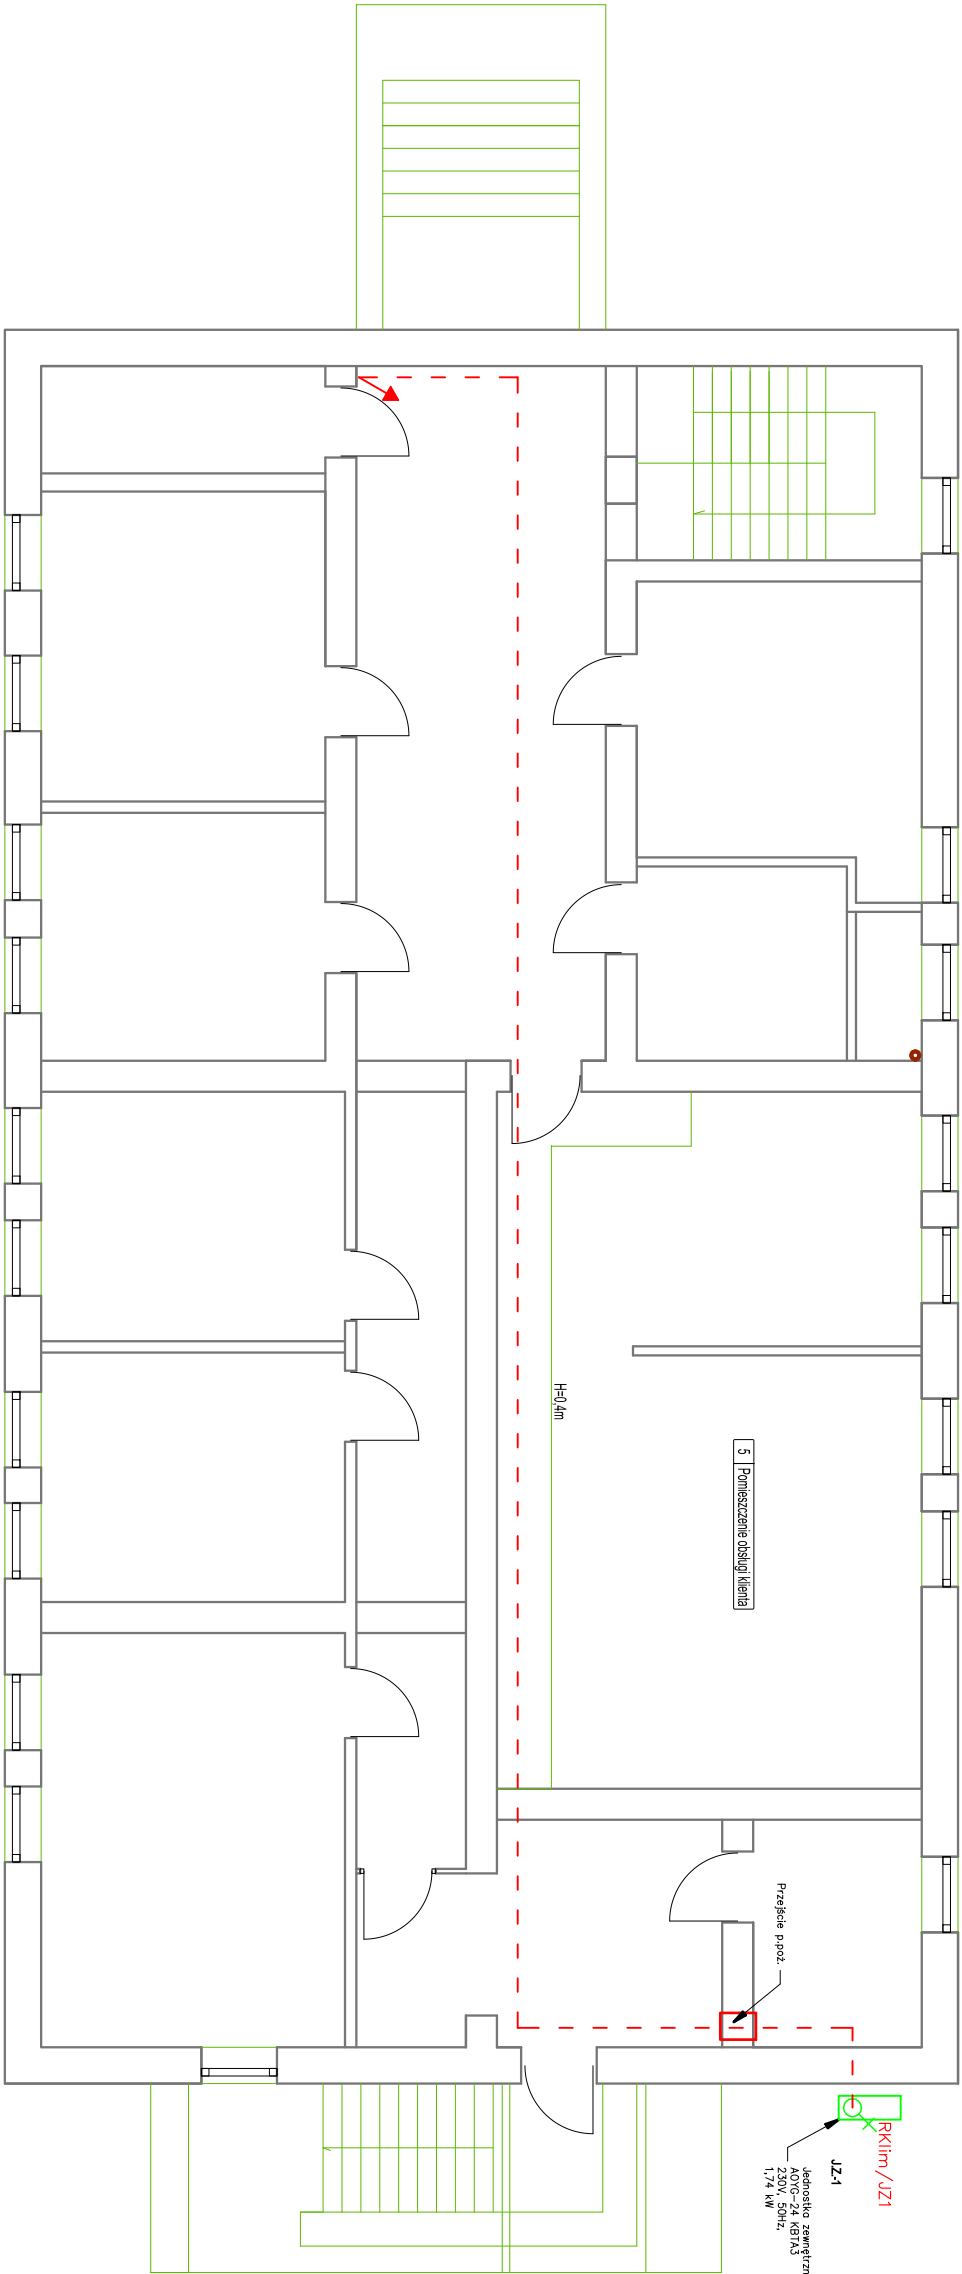 H=0,4m
5 Pomieszczenie obsługi klienta
Przejście p.poż.
RKlim/JZ1
J.Z-1
Jednostka zewnętrzn
AOYG-24 KBTA3
230V, 50Hz,
1,74 kW